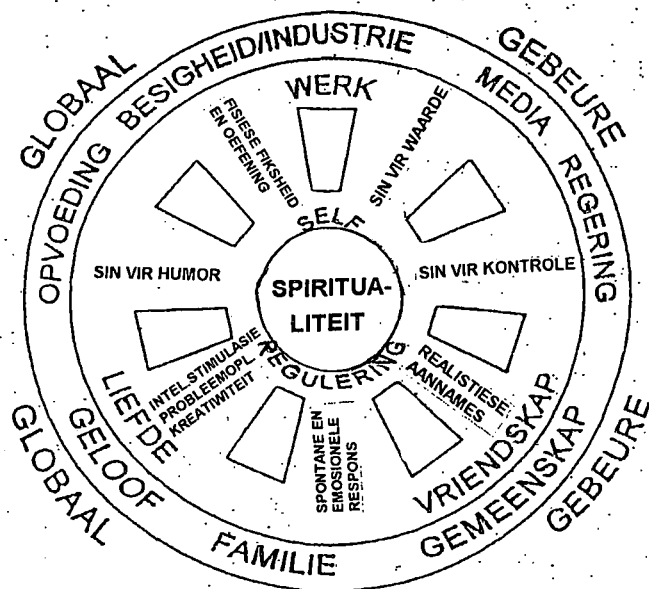 GLOBAAL
GEBEURE
BESIGHEID/INDUSTRIE
MEDIA
REGERING
OPVOEDING
WERK
FISIESE FIKSHEID
EN OEFENING
SIN VIR WAARDE
SELF
SIN VIR HUMOR
SPIRITUA-
LITEIT
SIN VIR KONTROLE
REGULERING
INTEL.STIMULASIE
PROBLEEMOPL.
KREATIWITEIT
REALISTIESE
AANNAMES
SPONTANE EN
EMOSIONELE
RESPONS
LIEFDE
VRIENDSKAP
GELOOF
FAMILIE
GEMEENSKAP
GLOBAAL
GEBEURE